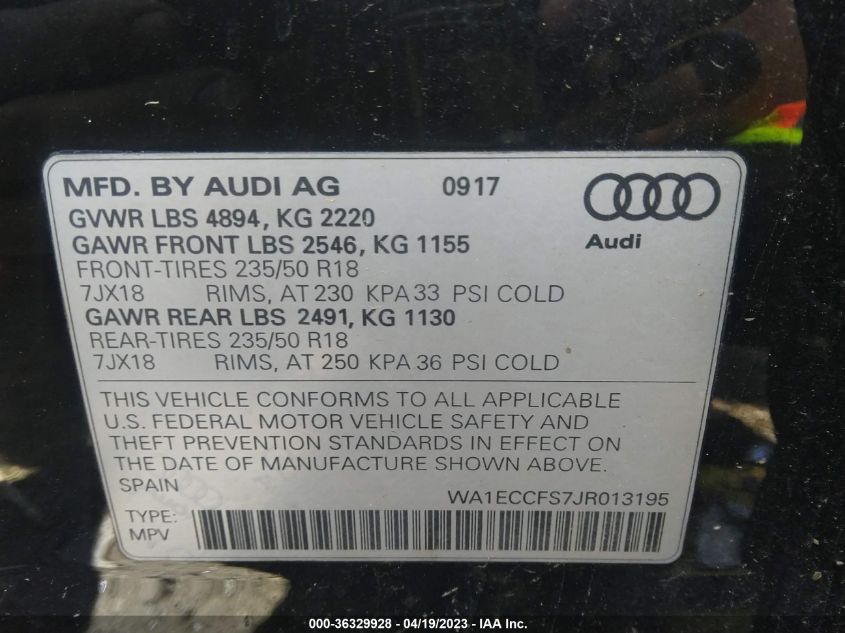 MFD. BY AUDI AG 0917
Audi
GVWR LBS 4894, KG 2220
GAWR FRONT LBS 2546, KG 1155
FRONT-TIRES 235/50 R18
7JX18 RIMS, AT 230 KPA 33 PSI COLD
GAWR REAR LBS 2491, KG 1130
REAR-TIRES 235/50 R18
7JX18 RIMS, AT 250 KPA 36 PSI COLD
THIS VEHICLE CONFORMS TO ALL APPLICABLE
U.S. FEDERAL MOTOR VEHICLE SAFETY AND
THEFT PREVENTION STANDARDS IN EFFECT ON
THE DATE OF MANUFACTURE SHOWN ABOVE.
SPAIN WA1ECCFS7JR013195
TYPE:
MPV
000-36329928 - 04/19/2023 - IAA Inc.